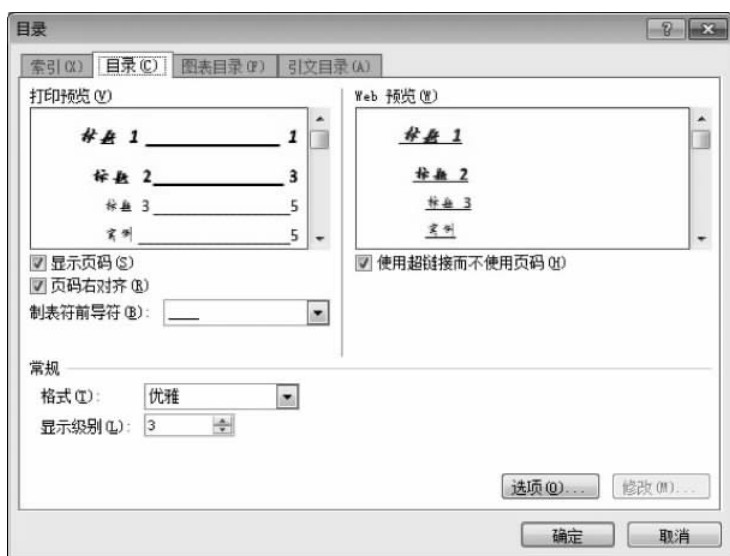 目录
索引(X) 目录(C) 图表目录(F) 引文目录(A)
打印预览(V)
标题 1 1
标题 2 3
标题 3 5
实例 5
显示页码(S)
页码右对齐(R)
制表符前导符(B):
Web 预览(W)
标题 1
标题 2
标题 3
实例
使用超链接而不使用页码(H)
常规
格式(T): 优雅
显示级别(L): 3
选项(O)... 修改(M)...
确定 取消